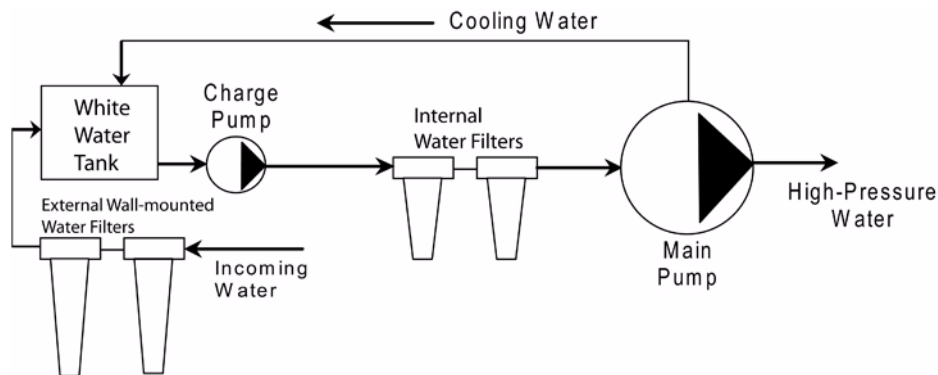 Cooling Water
White
Water
Tank
Charge
Pump
Internal
Water Filters
High-Pressure
Water
External Wall-mounted
Water Filters
Incoming
Water
Main
Pump